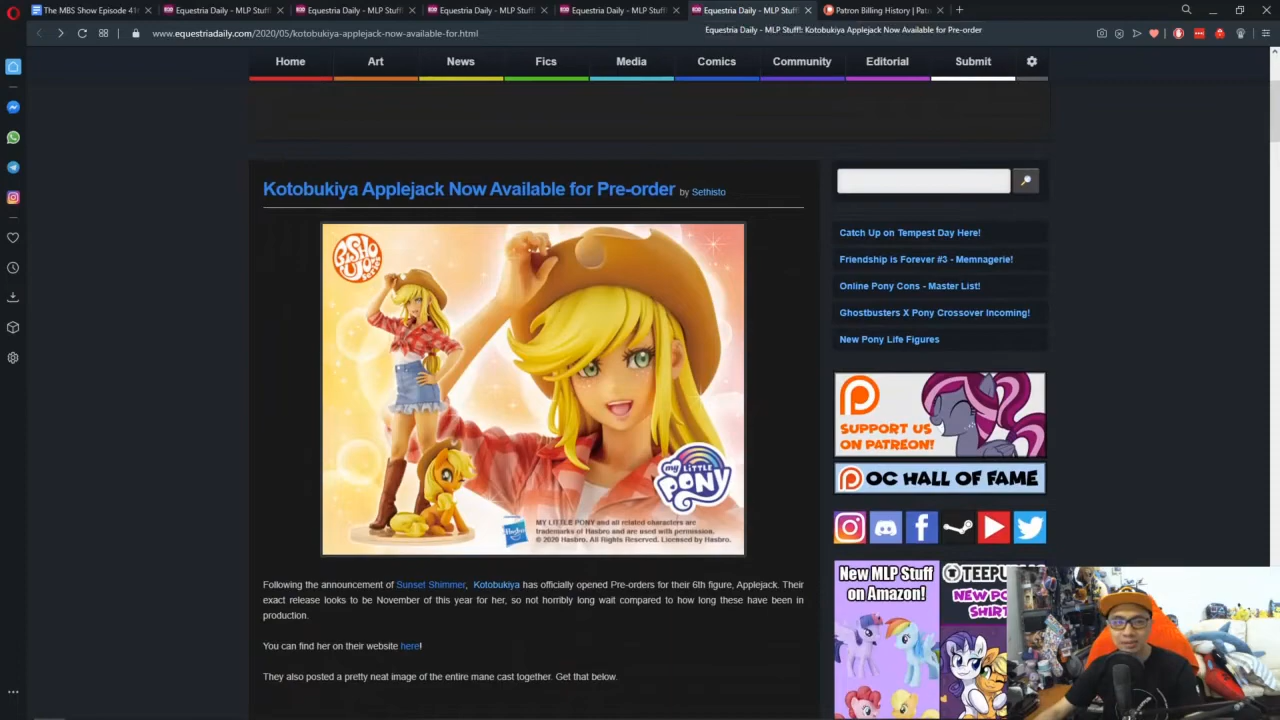 The MBS Show Episode 41
Equestria Daily - MLP Stuff!
Equestria Daily - MLP Stuff!
Equestria Daily - MLP Stuff!
Equestria Daily - MLP Stuff!
Equestria Daily - MLP Stuff!
Patron Billing History | Pat
www.equestriadaily.com/2020/05/kotobukiya-applejack-now-available-for.html
Equestria Daily - MLP Stuff!: Kotobukiya Applejack Now Available for Pre-order
Home
Art
News
Fics
Media
Comics
Community
Editorial
Submit
Kotobukiya Applejack Now Available for Pre-order by Sethisto
BISHOUJO series
my LiTTLE PONY
Hasbro
MY LITTLE PONY and all related characters are
trademarks of Hasbro and are used with permission.
© 2020 Hasbro. All Rights Reserved. Licensed by Hasbro.
Following the announcement of Sunset Shimmer, Kotobukiya has officially opened Pre-orders for their 6th figure, Applejack. Their
exact release looks to be November of this year for her, so not horribly long wait compared to how long these have been in
production.
You can find her on their website here!
They also posted a pretty neat image of the entire mane cast together. Get that below.
Catch Up on Tempest Day Here!
Friendship is Forever #3 - Memnagerie!
Online Pony Cons - Master List!
Ghostbusters X Pony Crossover Incoming!
New Pony Life Figures
SUPPORT US
ON PATREON!
OC HALL OF FAME
New MLP Stuff
on Amazon!